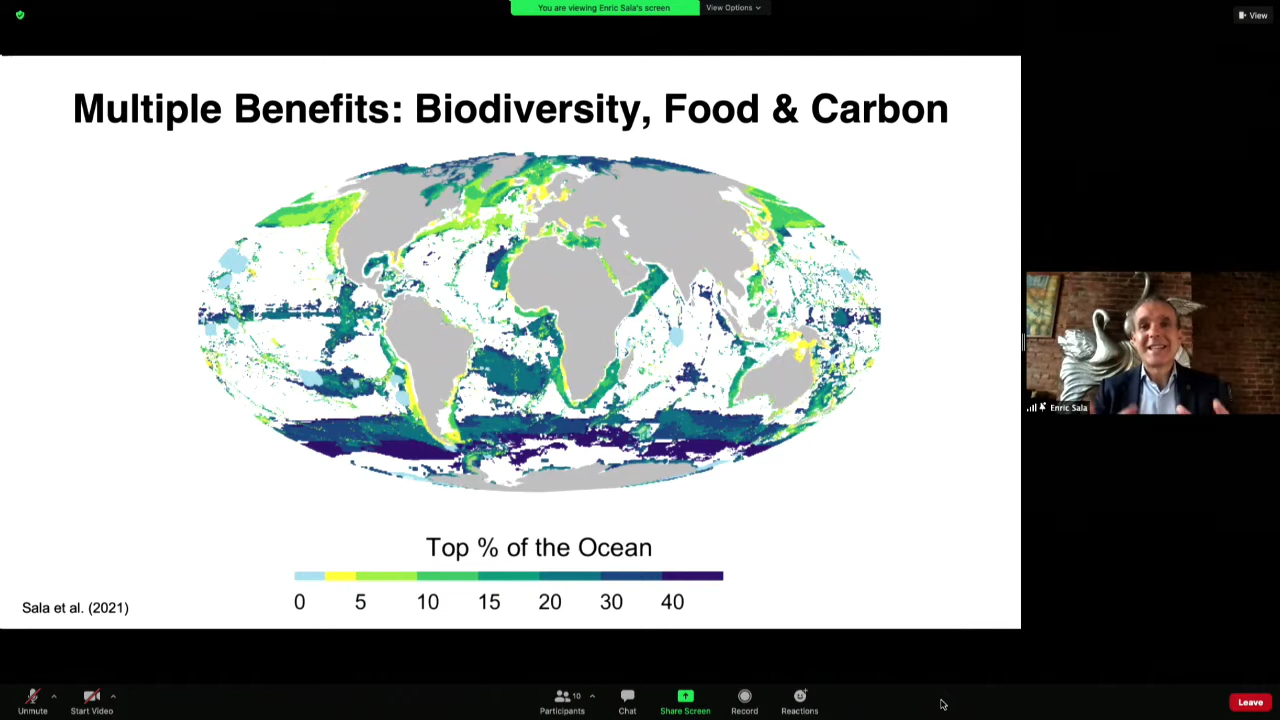 You are viewing Enric Sala's screen
View Options
View
Multiple Benefits: Biodiversity, Food & Carbon
Enric Sala
Top % of the Ocean
0 5 10 15 20 30 40
Sala et al. (2021)
Unmute
Start Video
10
Participants
Chat
Share Screen
Record
Reactions
Leave